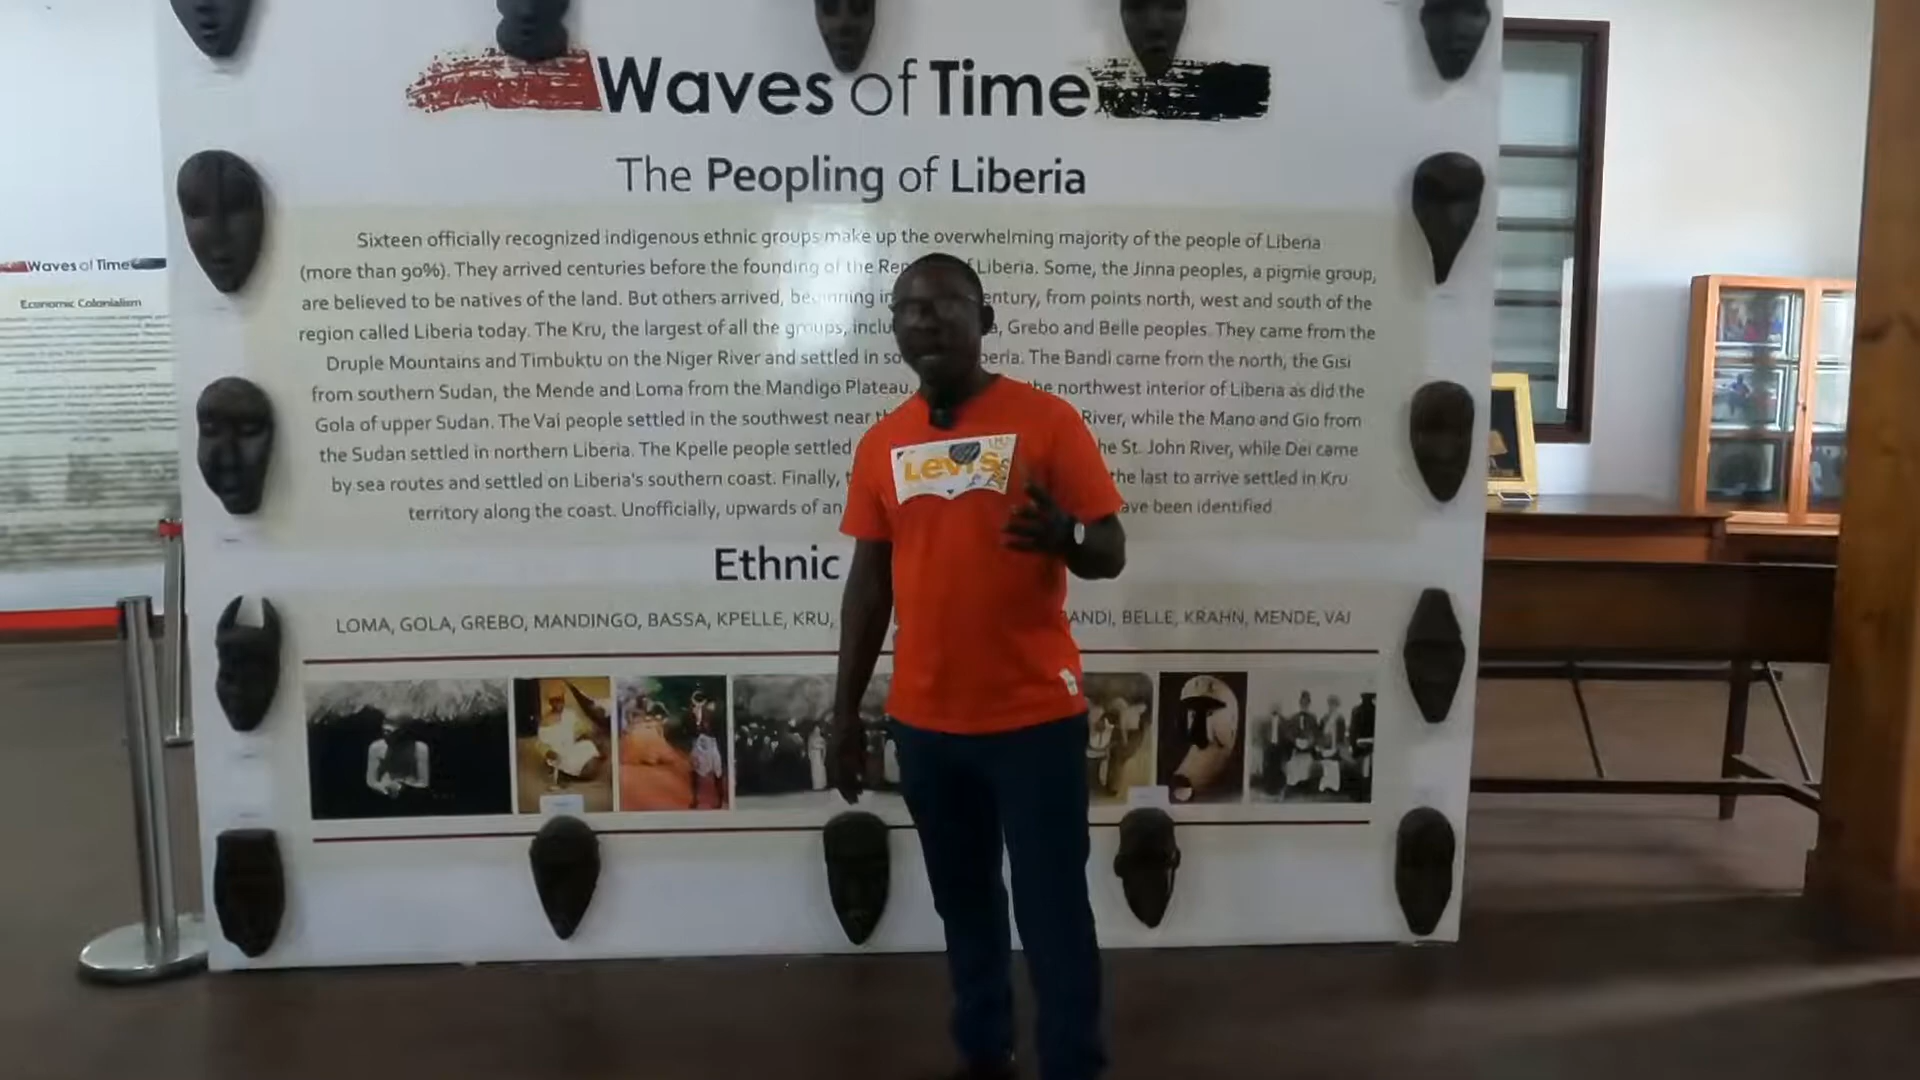 Waves of Time
The Peopling of Liberia
Sixteen officially recognized indigenous ethnic groups make up the overwhelming majority of the people of Liberia
(more than 90%). They arrived centuries before the founding of the Liberia. Some, the Jinna peoples, a pigmie group,
are believed to be natives of the land. But others arrived, beginning from points north, west and south of the
region called Liberia today. The Kru, the largest of all the groups, Grebo and Belle peoples. They came from the
Druple Mountains and Timbuktu on the Niger River and settled in The Bandi came from the north, the Gisi
from southern Sudan, the Mende and Loma from the Mandigo Plateau. the northwest interior of Liberia as did the
Gola of upper Sudan. The Vai people settled in the southwest near River, while the Mano and Gio from
the Sudan settled in northern Liberia. The Kpelle people settled St. John River, while Dei came
by sea routes and settled on Liberia's southern coast. Finally, the last to arrive settled in Kru
territory along the coast. Unofficially, upwards of an have been identified
Ethnic
LOMA, GOLA, GREBO, MANDINGO, BASSA, KPELLE, KRU, BELLE, KRAHN, MENDE, VAI
Levi's
Waves of Time
Economic Colonialism